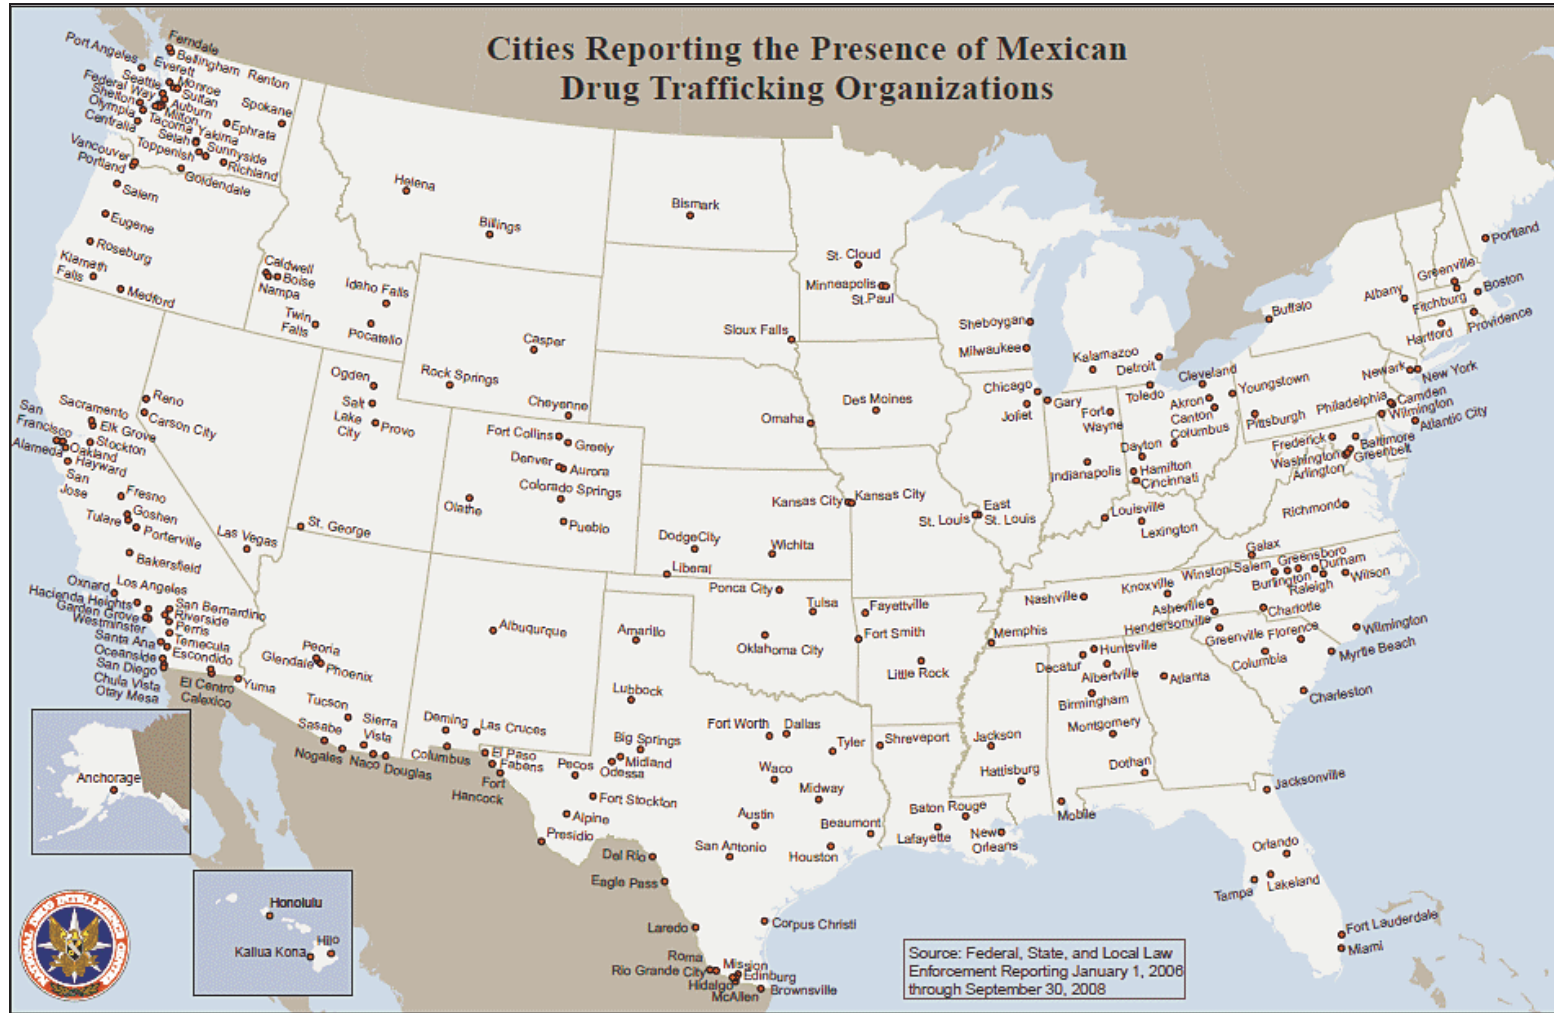 Cities Reporting the Presence of Mexican
Drug Trafficking Organizations
Ferndale
Port Angeles
Bellingham
Renton
Everett
Seattle
Monroe
Federal Way
Sultan
Spokane
Shelton
Auburn
Olympia
Milton
Ephrata
Centralia
Tacoma
Yakima
Selah
Sunnyside
Toppenish
Richland
Vancouver
Goldendale
Portland
Salem
Eugene
Roseburg
Klamath
Falls
Medford
Helena
Billings
Bismark
Caldwell
Boise
Nampa
Idaho Falls
Twin
Falls
Pocatello
St. Cloud
Minneapolis
St.Paul
Sioux Falls
Casper
Rock Springs
Cheyenne
Ogden
Salt
Lake
City
Provo
St. George
Reno
Carson City
Las Vegas
Sacramento
Elk Grove
San
Francisco
Stockton
Oakland
Alameda
Hayward
San
Jose
Fresno
Goshen
Tulare
Porterville
Bakersfield
Oxnard
Los Angeles
Hacienda Heights
San Bernardino
Garden Grove
Riverside
Westminster
Perris
Santa Ana
Temecula
Oceanside
Escondido
San Diego
Chula Vista
Otay Mesa
El Centro
Calexico
Yuma
Peoria
Glendale
Phoenix
Tucson
Sierra
Vista
Sasabe
Nogales
Naco
Douglas
Fort Collins
Greely
Denver
Aurora
Colorado Springs
Olathe
Pueblo
Albuqurque
Deming
Las Cruces
Columbus
El Paso
Fabens
Fort
Hancock
Omaha
Des Moines
Kansas City
Kansas City
DodgeCity
Wichita
Liberal
Ponca City
Tulsa
Oklahoma City
Fayettville
Fort Smith
Little Rock
St. Louis
East
St. Louis
Amarillo
Lubbock
Fort Worth
Dallas
Big Springs
Midland
Odessa
Pecos
Tyler
Waco
Midway
Fort Stockton
Alpine
Presidio
Austin
Beaumont
San Antonio
Houston
Del Rio
Eagle Pass
Corpus Christi
Laredo
Roma
Rio Grande City
Mission
Edinburg
Hidalgo
McAllen
Brownsville
Shreveport
Baton Rouge
Lafayette
New
Orleans
Jackson
Hattisburg
Sheboygan
Milwaukee
Chicago
Joliet
Gary
Fort
Wayne
Indianapolis
Kalamazoo
Detroit
Toledo
Cleveland
Youngstown
Akron
Canton
Columbus
Dayton
Hamilton
Cincinnati
Louisville
Lexington
Nashville
Knoxville
Memphis
Huntsville
Decatur
Albertville
Birmingham
Montgomery
Dothan
Mobile
Atlanta
Buffalo
Albany
Greenville
Portland
Boston
Fitchburg
Providence
Hartford
Newark
New York
Pittsburgh
Philadelphia
Camden
Wilmington
Atlantic City
Frederick
Baltimore
Washington
Greenbelt
Arlington
Richmond
Galax
Winston-Salem
Greensboro
Durham
Burlington
Raleigh
Wilson
Asheville
Charlotte
Hendersonville
Wilmington
Greenville
Florence
Columbia
Myrtle Beach
Charleston
Jacksonville
Orlando
Tampa
Lakeland
Fort Lauderdale
Miami
Anchorage
Honolulu
Kailua Kona
Hilo
Source: Federal, State, and Local Law
Enforcement Reporting January 1, 2006
through September 30, 2008